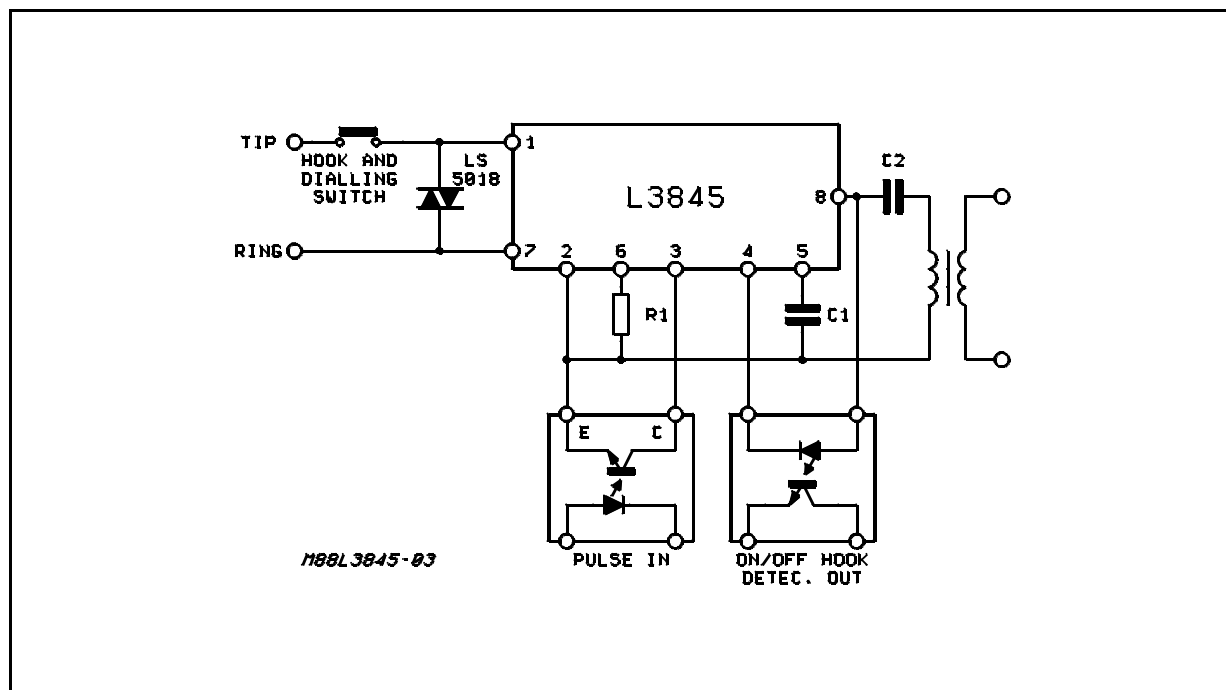 TIP
HOOK AND
DIALLING
SWITCH
RING
LS
5018
1
7
L3845
8
2
6
3
4
5
C2
R1
C1
E
C
PULSE IN
ON/OFF HOOK
DETEC. OUT
M88L3845-03